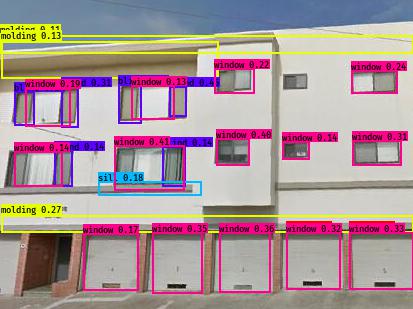 molding 0.11
molding 0.13
window 0.22
window 0.24
window 0.19
0.31
window 0.13
window 0.40
window 0.14
window 0.31
window 0.14
0.14
window 0.41
0.14
sill 0.18
molding 0.27
window 0.17
window 0.35
window 0.36
window 0.32
window 0.33